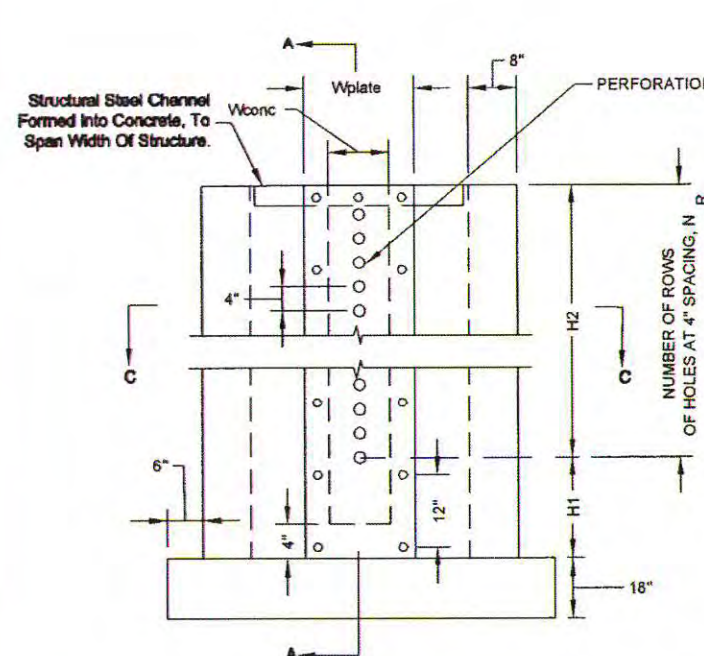 A
8"
Wplate
PERFORATION
Structural Steel Channel
Formed Into Concrete, To
Span Width Of Structure.
Wconc
NUMBER OF ROWS
OF HOLES AT 4" SPACING, N
R
H2
4"
C
C
6"
12"
H1
4"
18"
A